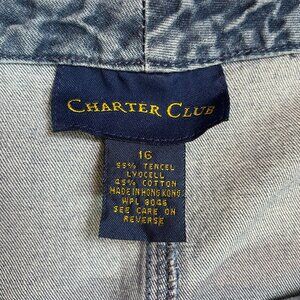 CHARTER CLUB
16
55% TENCEL
LYOCELL
45% COTTON
MADE IN HONG KONG
WPL 8046
SEE CARE ON
REVERSE